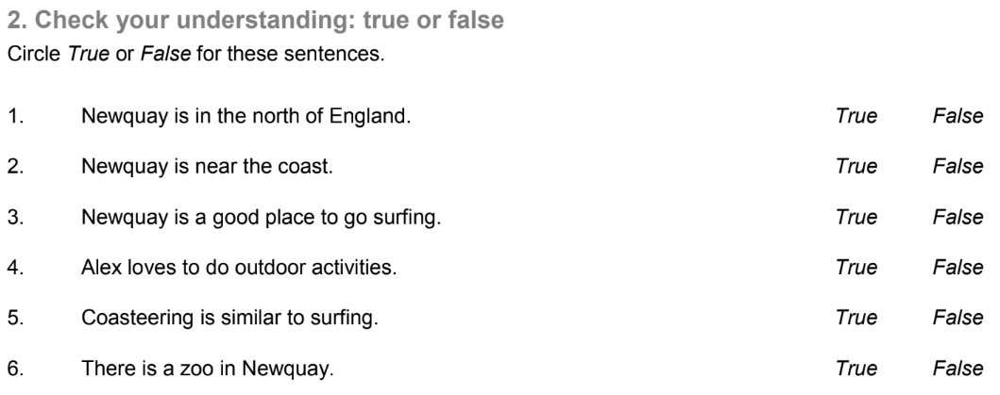 2. Check your understanding: true or false
Circle True or False for these sentences.
1. Newquay is in the north of England. True False
2. Newquay is near the coast. True False
3. Newquay is a good place to go surfing. True False
4. Alex loves to do outdoor activities. True False
5. Coasteering is similar to surfing. True False
6. There is a zoo in Newquay. True False